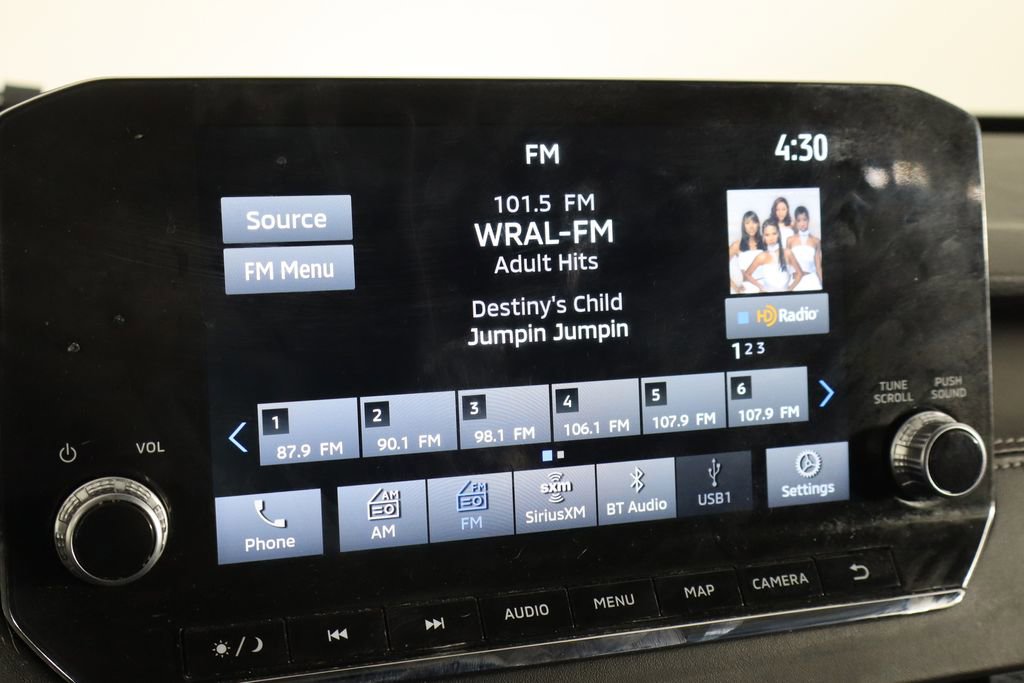 FM
4:30
Source
FM Menu
101.5 FM
WRAL-FM
Adult Hits
Destiny's Child
Jumpin Jumpin
HD Radio
1 2 3
1
87.9 FM
2
90.1 FM
3
98.1 FM
4
106.1 FM
5
107.9 FM
6
107.9 FM
VOL
TUNE
SCROLL
PUSH
SOUND
Phone
AM
AM
FM
FM
sxm
SiriusXM
BT Audio
USB1
Settings
AUDIO
MENU
MAP
CAMERA